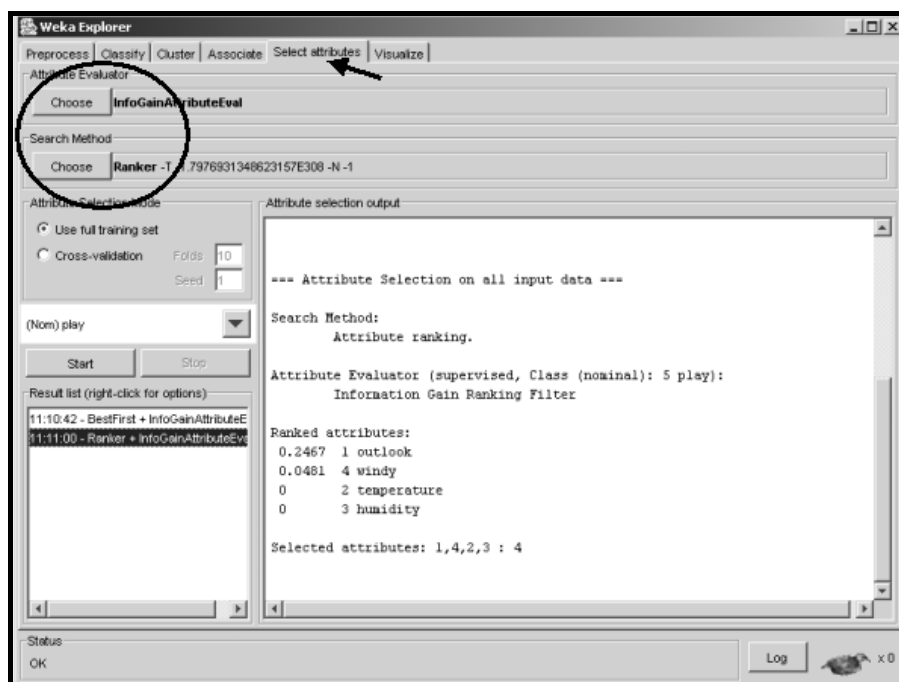 Weka Explorer
Preprocess Classify Cluster Associate Select attributes Visualize
Attribute Evaluator
Choose InfoGainAttributeEval
Search Method
Choose Ranker -T -1.7976931348623157E308 -N -1
Attribute Selection Mode
Use full training set
Cross-validation Folds 10
Seed 1
(Nom) play
Start Stop
Result list (right-click for options)
11:10:42 - BestFirst + InfoGainAttributeE
11:11:00 - Ranker + InfoGainAttributeEva
Attribute selection output
=== Attribute Selection on all input data ===
Search Method:
Attribute ranking.
Attribute Evaluator (supervised, Class (nominal): 5 play):
Information Gain Ranking Filter
Ranked attributes:
0.2467 1 outlook
0.0481 4 windy
0 2 temperature
0 3 humidity
Selected attributes: 1,4,2,3 : 4
Status
OK
Log x 0